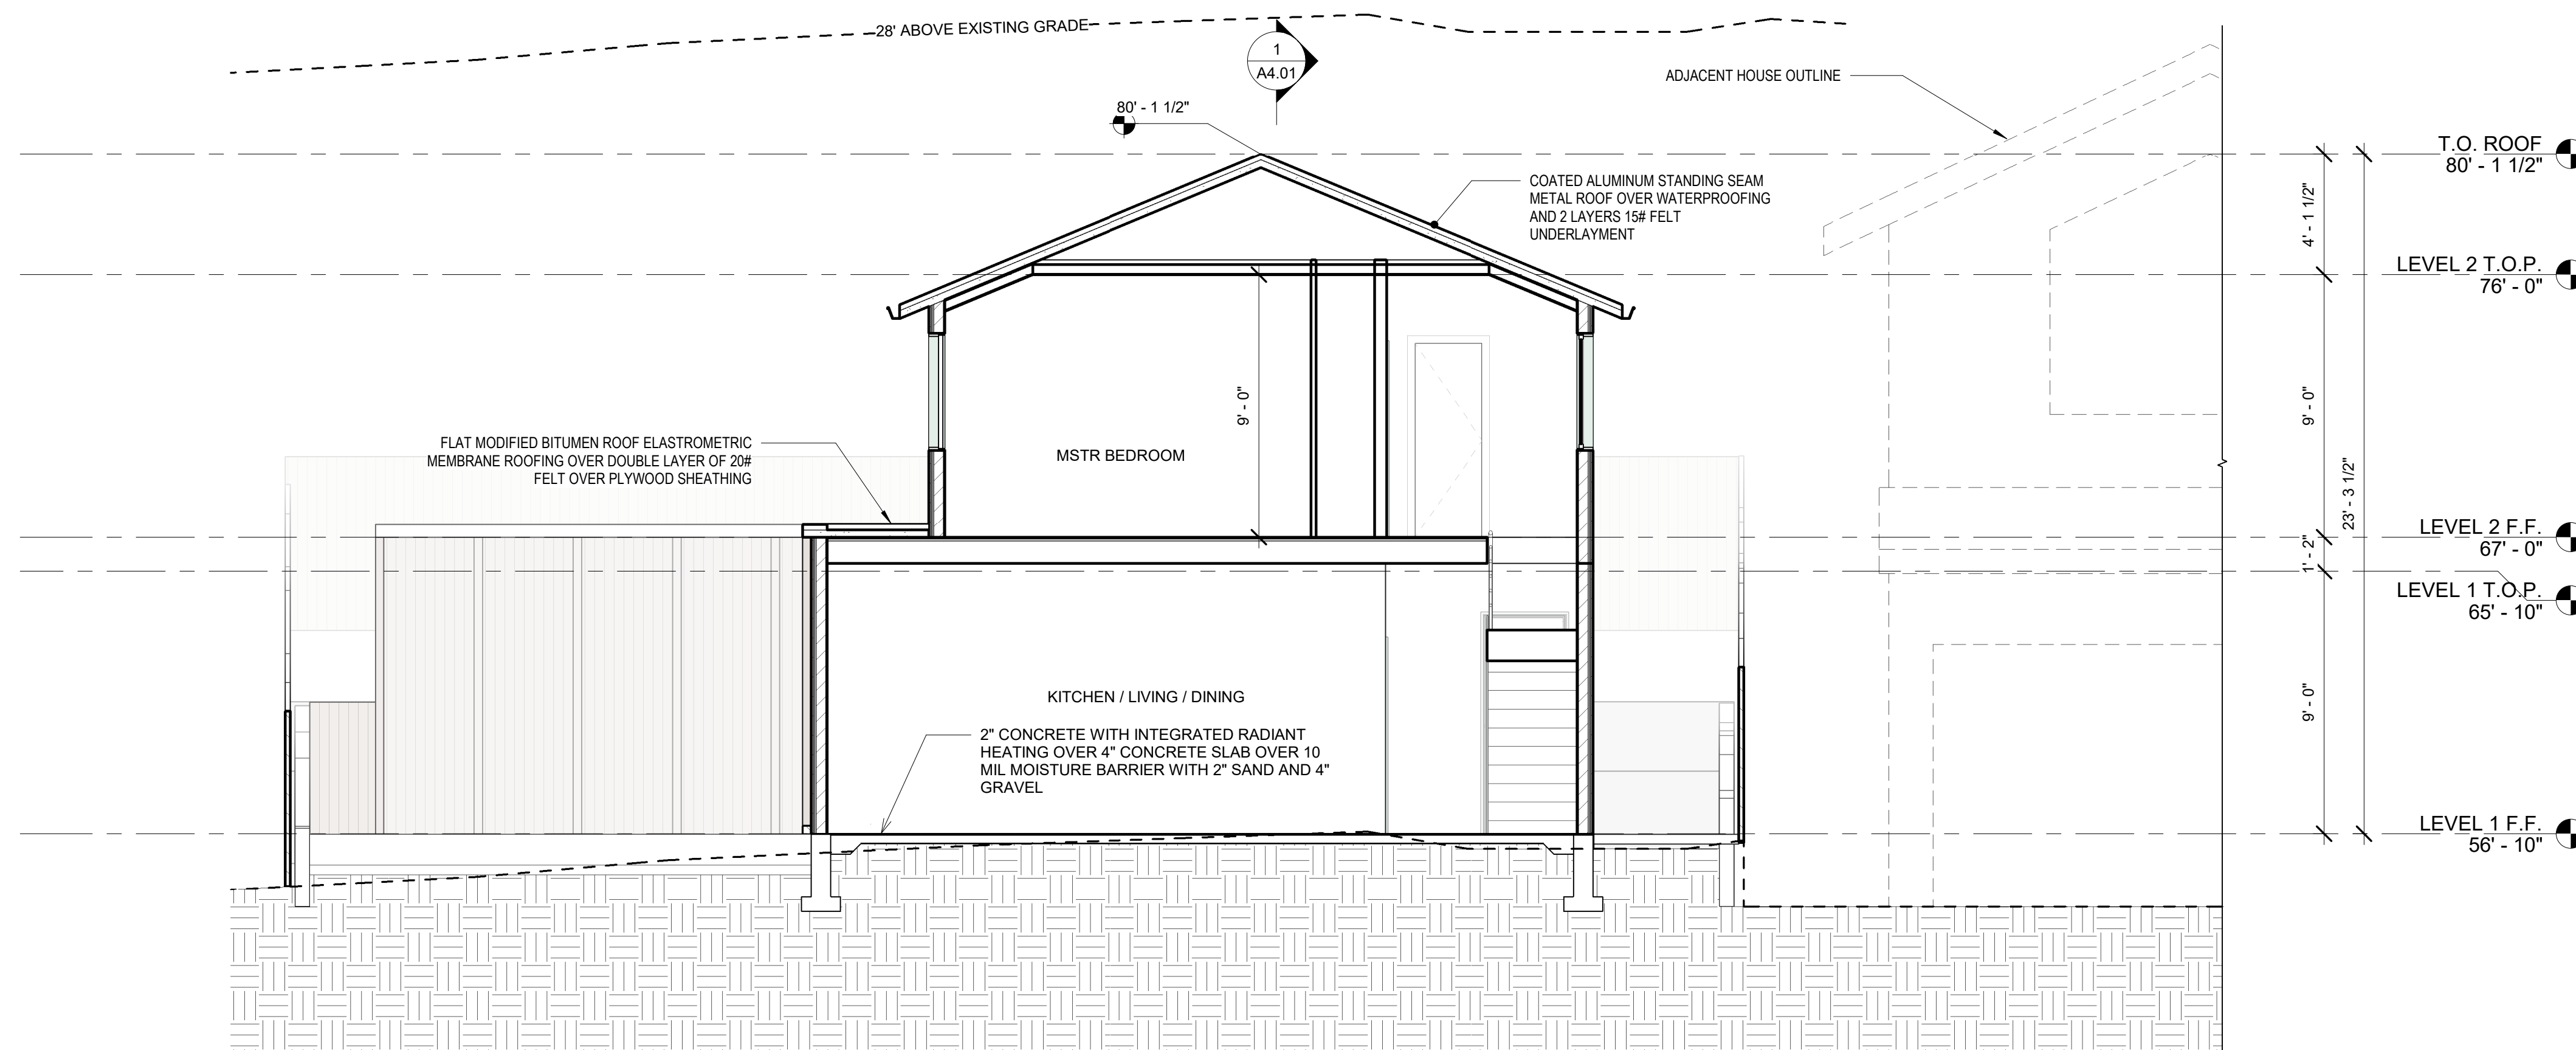 28' ABOVE EXISTING GRADE
1
A4.01
ADJACENT HOUSE OUTLINE
80' - 1 1/2"
T.O. ROOF
80' - 1 1/2"
COATED ALUMINUM STANDING SEAM
METAL ROOF OVER WATERPROOFING
AND 2 LAYERS 15# FELT
UNDERLAYMENT
4' - 1 1/2"
LEVEL 2 T.O.P.
76' - 0"
9' - 0"
9' - 0"
FLAT MODIFIED BITUMEN ROOF ELASTROMETRIC
MEMBRANE ROOFING OVER DOUBLE LAYER OF 20#
FELT OVER PLYWOOD SHEATHING
MSTR BEDROOM
23' - 3 1/2"
LEVEL 2 F.F.
67' - 0"
1' - 2"
LEVEL 1 T.O.P.
65' - 10"
KITCHEN / LIVING / DINING
9' - 0"
2" CONCRETE WITH INTEGRATED RADIANT
HEATING OVER 4" CONCRETE SLAB OVER 10
MIL MOISTURE BARRIER WITH 2" SAND AND 4"
GRAVEL
LEVEL 1 F.F.
56' - 10"